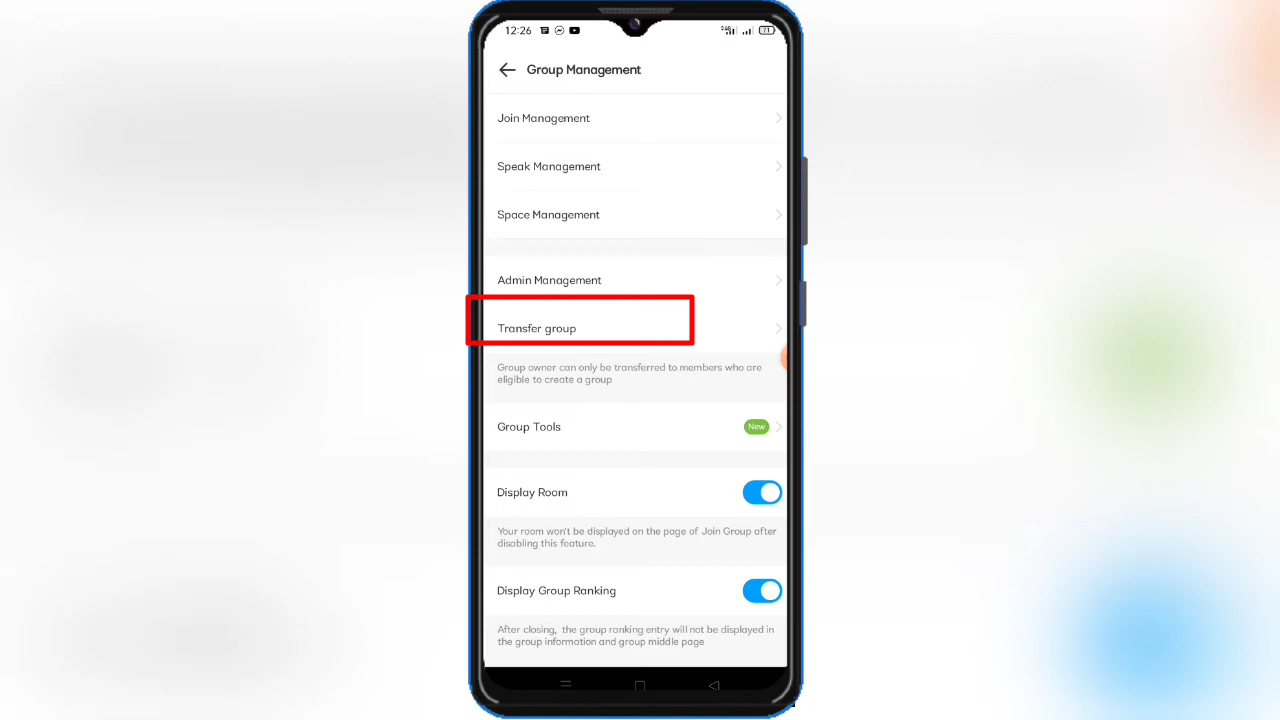 12:26
71
Group Management
Join Management
Speak Management
Space Management
Admin Management
Transfer group
Group owner can only be transferred to members who are
eligible to create a group
Group Tools New
Display Room
Your room won't be displayed on the page of Join Group after
disabling this feature.
Display Group Ranking
After closing, the group ranking entry will not be displayed in
the group information and group middle page